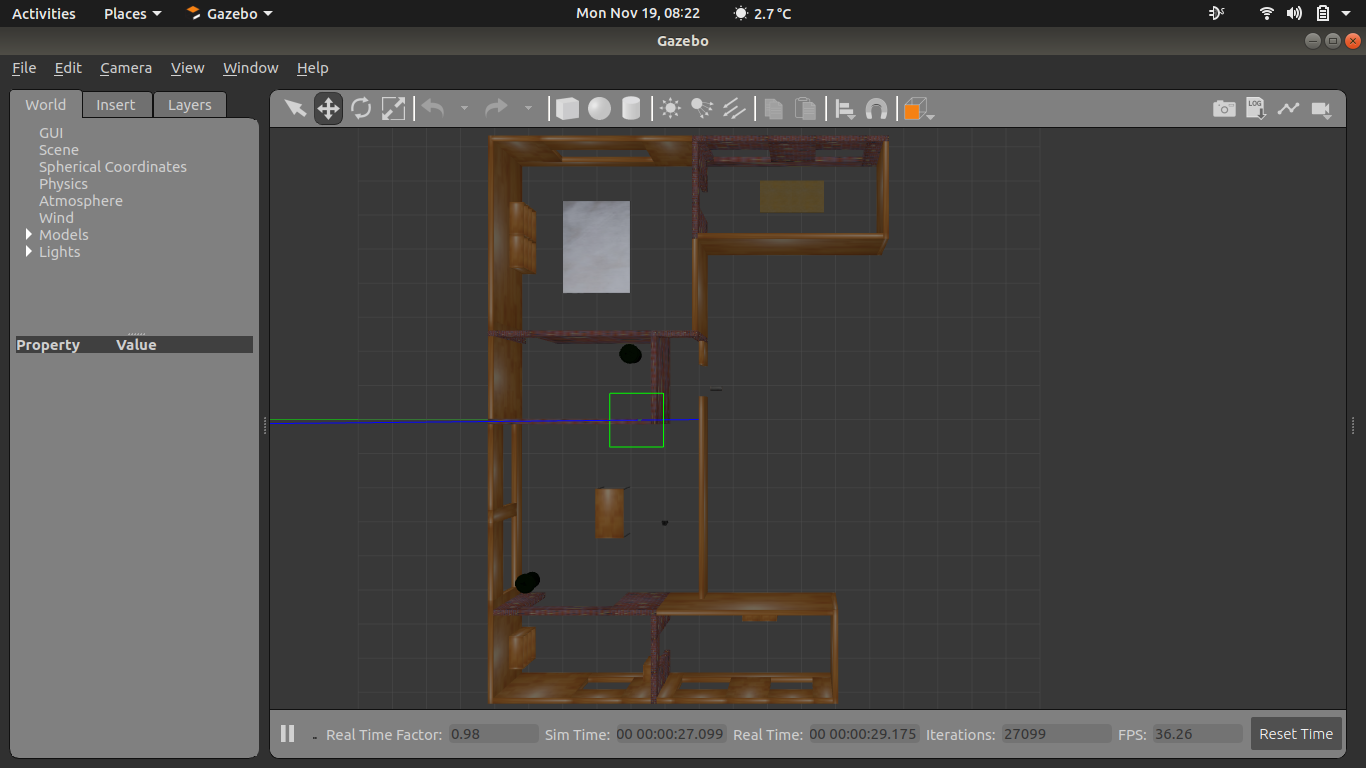 Activities Places Gazebo Mon Nov 19, 08:22 2.7 °C
Gazebo
File Edit Camera View Window Help
World Insert Layers
LOG
GUI
Scene
Spherical Coordinates
Physics
Atmosphere
Wind
Models
Lights
Property Value
Real Time Factor: 0.98 Sim Time: 00 00:00:27.099 Real Time: 00 00:00:29.175 Iterations: 27099 FPS: 36.26 Reset Time